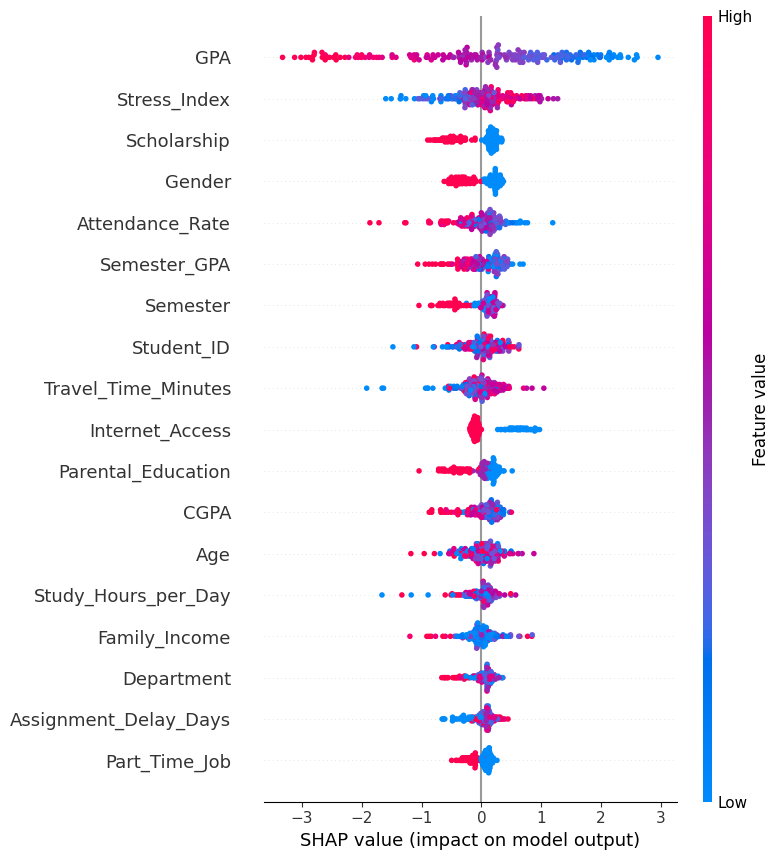 High
GPA
Stress_Index
Scholarship
Gender
Attendance_Rate
Semester_GPA
Semester
Student_ID
Travel_Time_Minutes
Internet_Access
Parental_Education
CGPA
Age
Study_Hours_per_Day
Family_Income
Department
Assignment_Delay_Days
Part_Time_Job
Feature value
Low
−3 −2 −1 0 1 2 3
SHAP value (impact on model output)